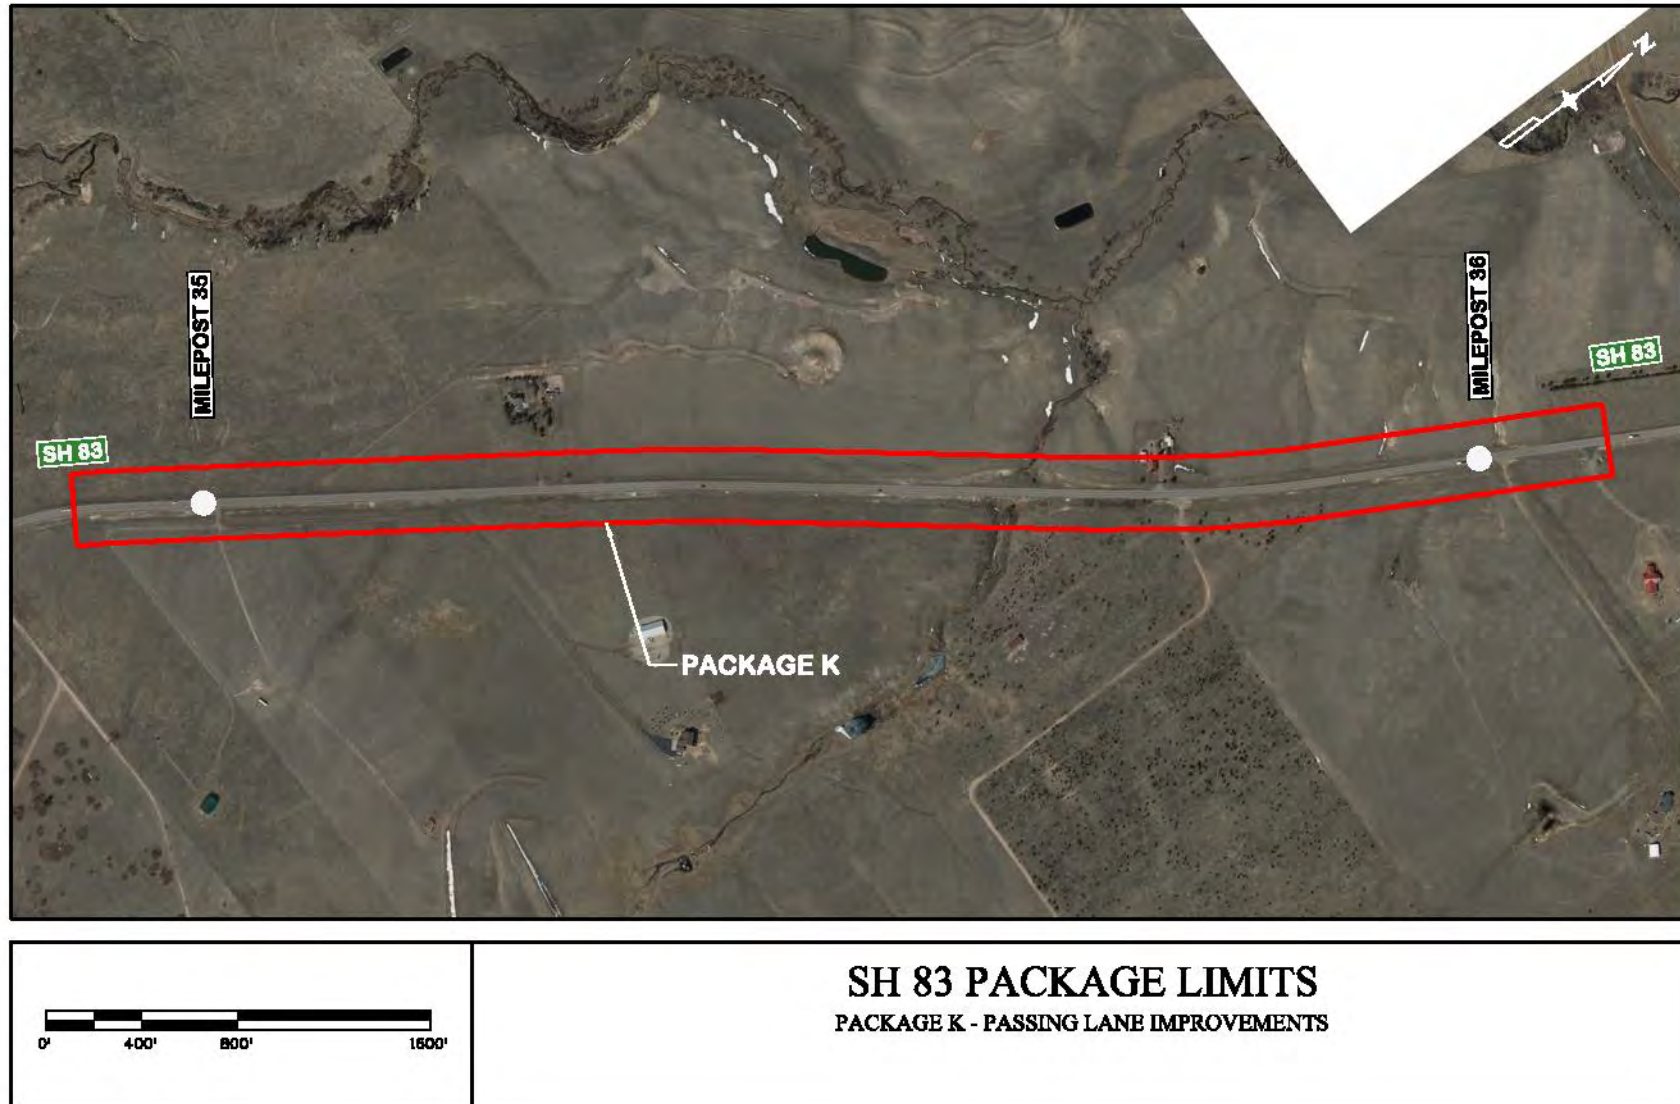 Z
MILEPOST 35
MILEPOST 36
SH 83
SH 83
PACKAGE K
SH 83 PACKAGE LIMITS
PACKAGE K - PASSING LANE IMPROVEMENTS
0' 400' 800' 1600'